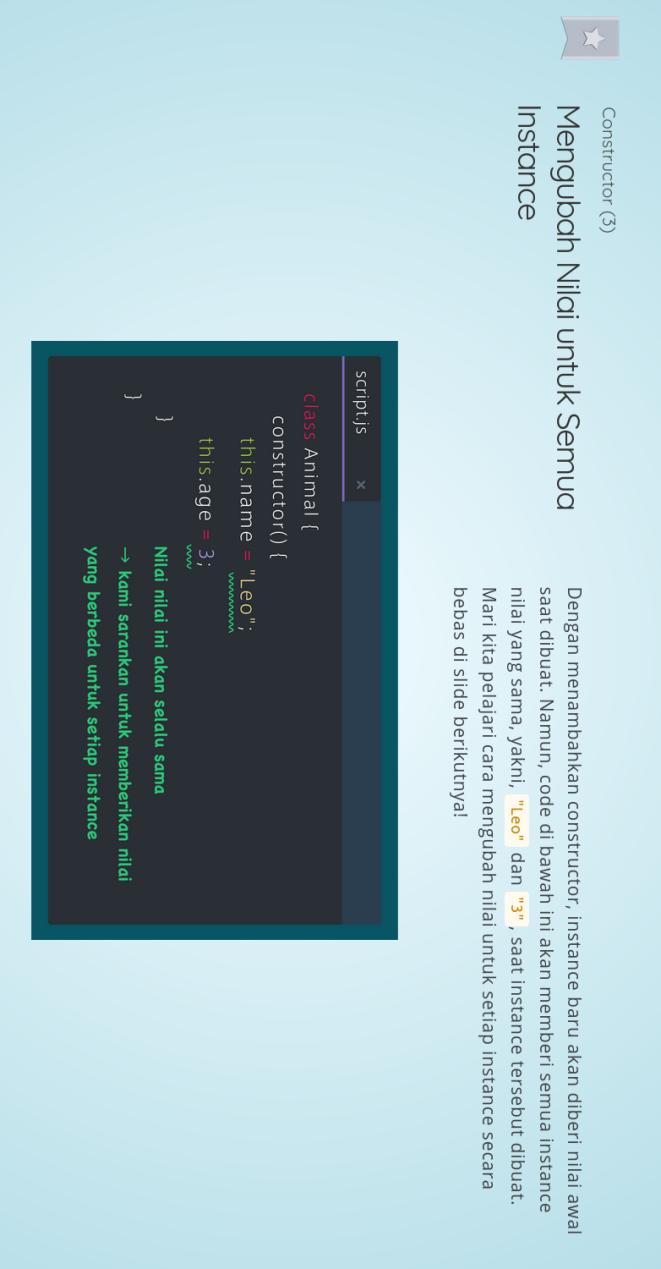 Constructor (3)
Mengubah Nilai untuk Semua
Instance
Dengan menambahkan constructor, instance baru akan diberi nilai awal
saat dibuat. Namun, code di bawah ini akan memberi semua instance
nilai yang sama, yakni, "Leo" dan "3", saat instance tersebut dibuat.
Mari kita pelajari cara mengubah nilai untuk setiap instance secara
bebas di slide berikutnya!
script.js ×
class Animal {
constructor() {
this.name = "Leo";
this.age = 3;
}
}
Nilai nilai ini akan selalu sama
→ kami sarankan untuk memberikan nilai
yang berbeda untuk setiap instance